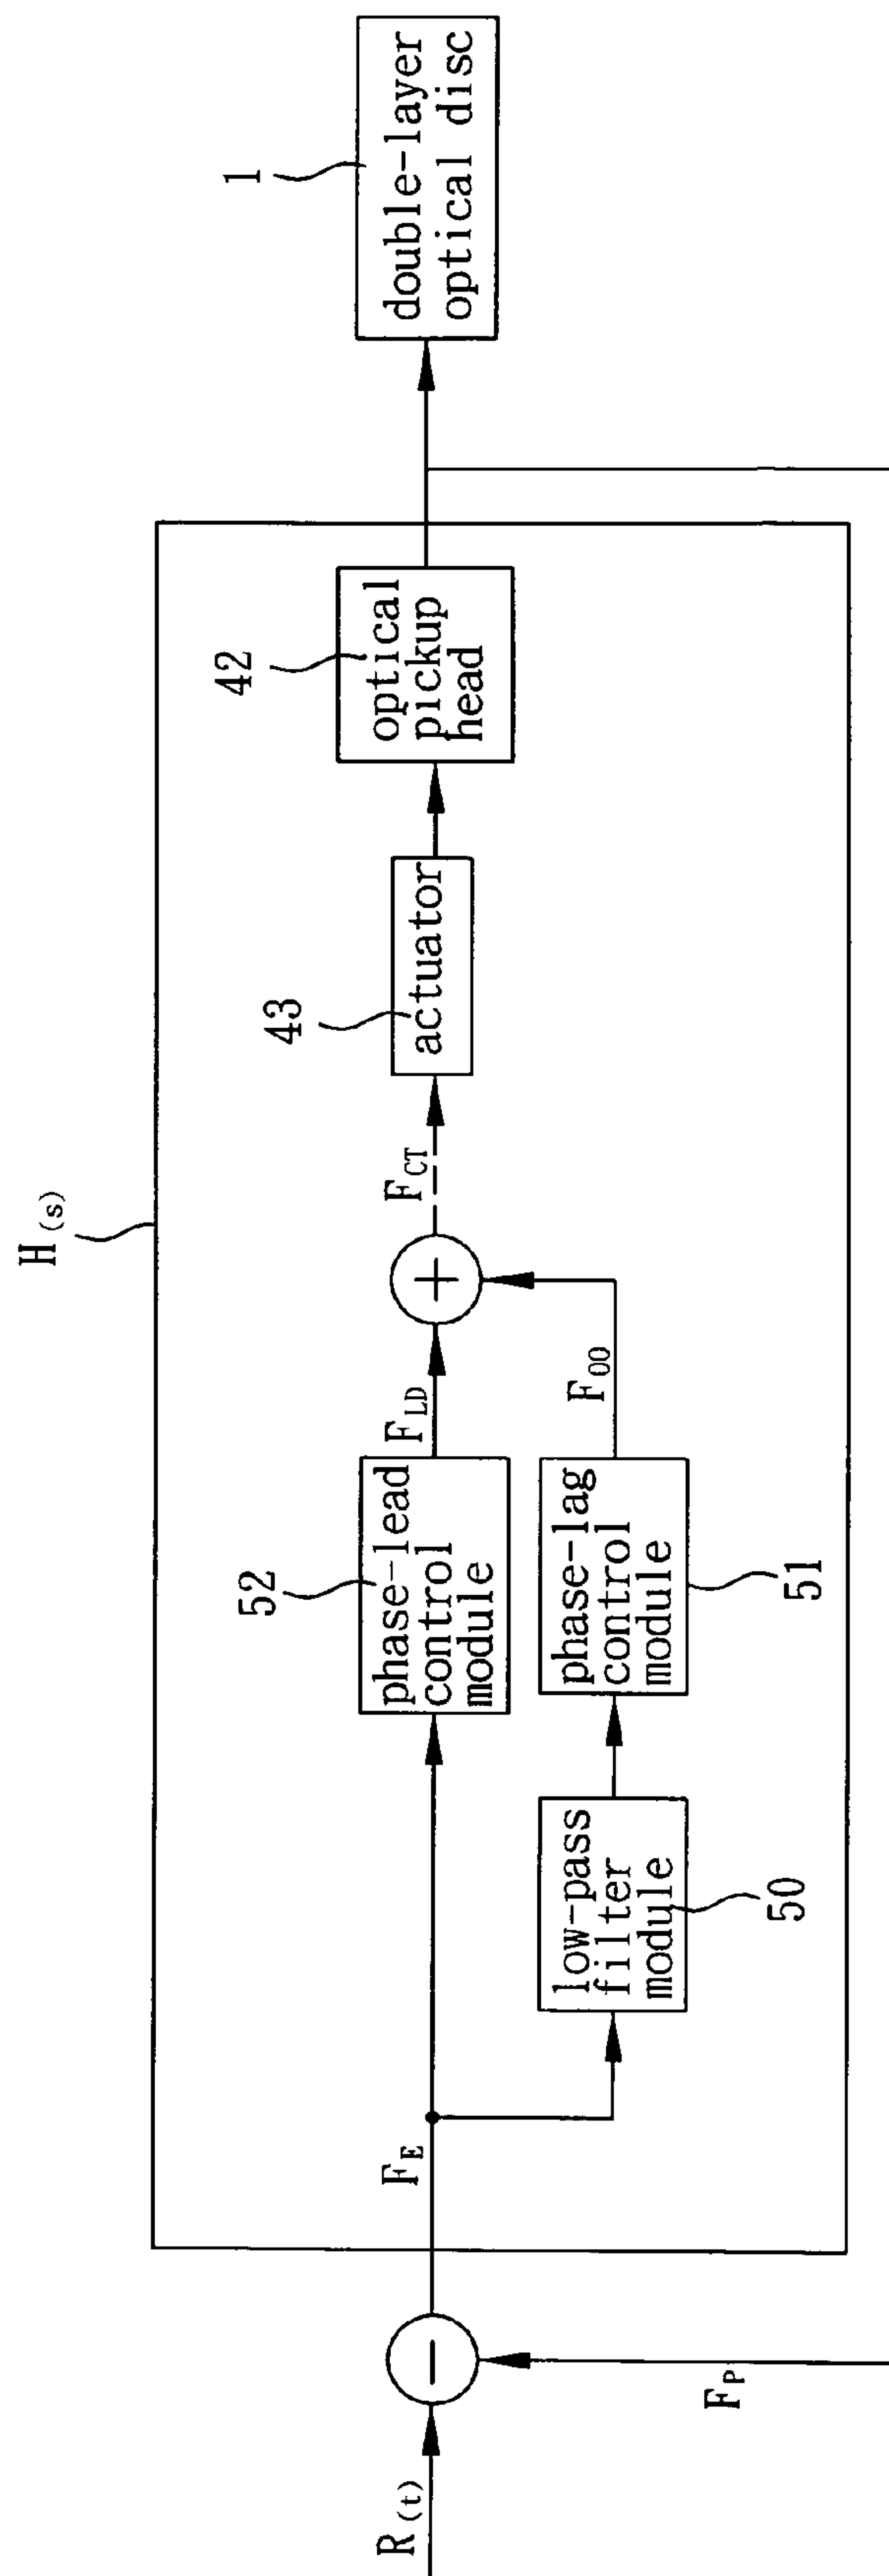 R(t)
FP
FE
H(s)
52
phase-lead
control
module
FLD
low-pass
filter
module
50
phase-lag
control
module
51
FOO
FCT
43
actuator
42
optical
pickup
head
1
double-layer
optical disc